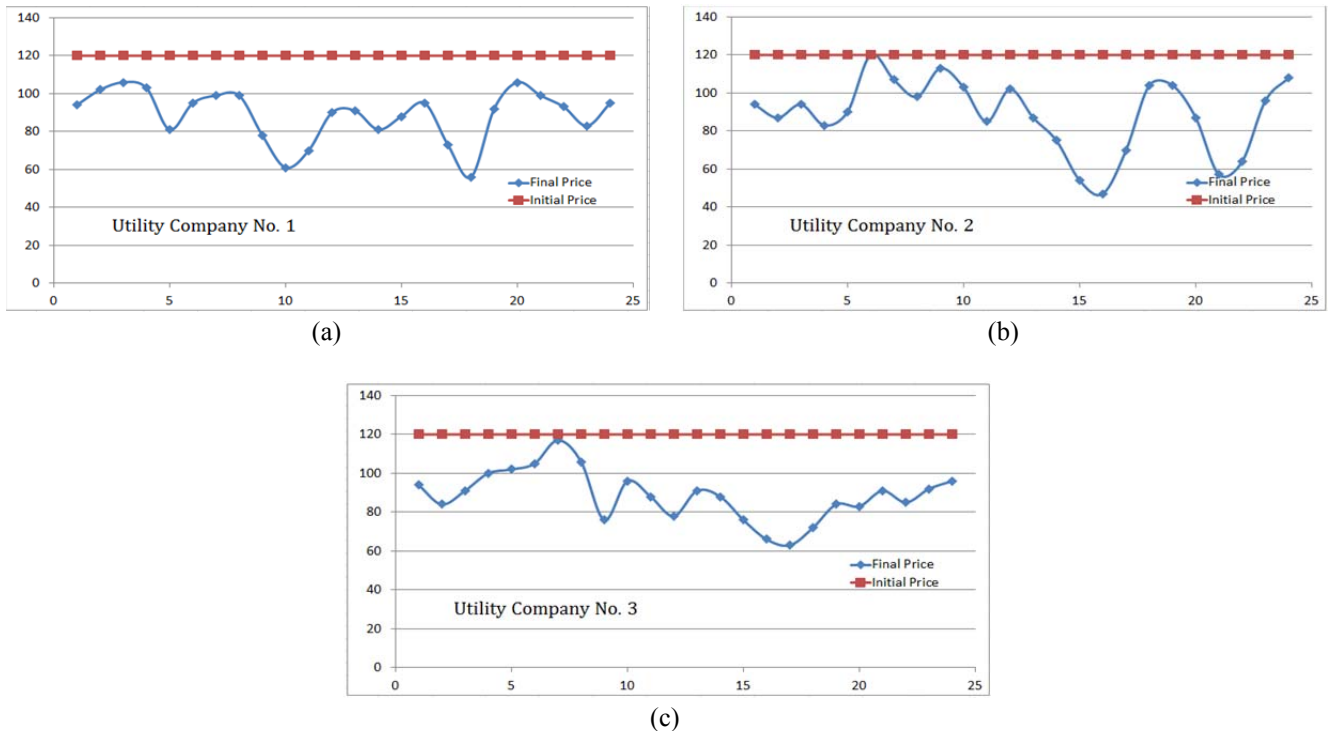 140
120
100
80
60
40
20
0
0 5 10 15 20 25
Final Price
Initial Price
Utility Company No. 1
(a)
140
120
100
80
60
40
20
0
0 5 10 15 20 25
Final Price
Initial Price
Utility Company No. 2
(b)
140
120
100
80
60
40
20
0
0 5 10 15 20 25
Final Price
Initial Price
Utility Company No. 3
(c)